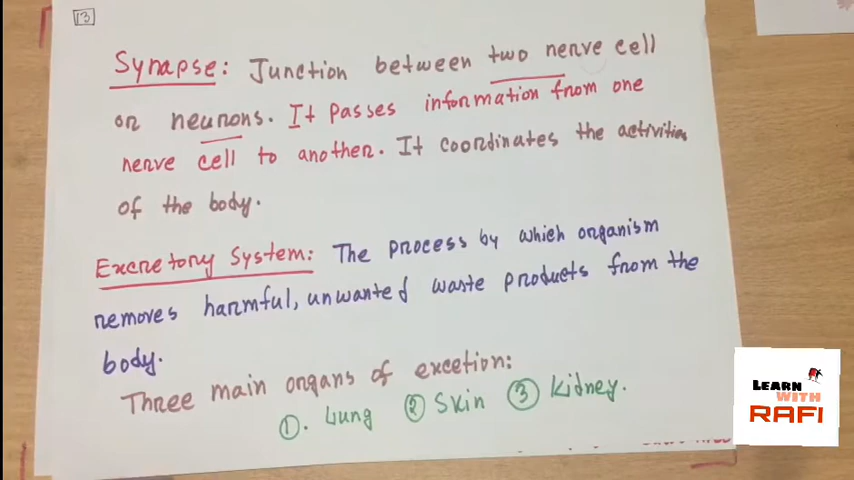 13
Synapse: Junction between two nerve cell
or neurons. It passes information from one
nerve cell to another. It coordinates the activities
of the body.
Excretory System: The process by which organism
removes harmful, unwanted waste products from the
body.
Three main organs of excetion:
①. Lung ② Skin ③ Kidney.
LEARN
WITH
RAFI